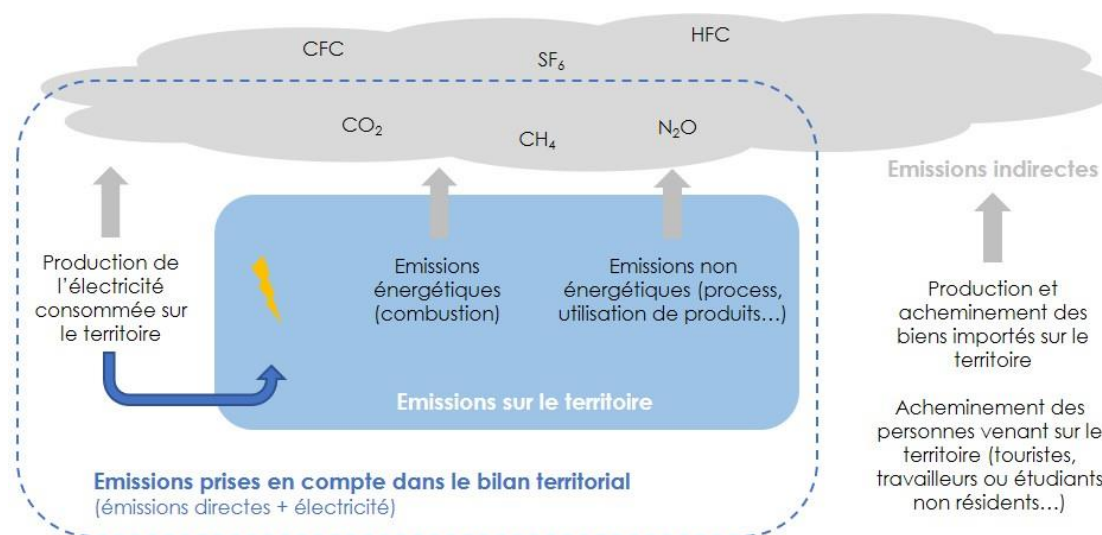 CFC
SF₆
HFC
CO₂
CH₄
N₂O
Emissions indirectes
Production de
l'électricité
consommée sur
le territoire
Emissions
énergétiques
(combustion)
Emissions non
énergétiques (process,
utilisation de produits…)
Production et
acheminement des
biens importés sur le
territoire
Emissions sur le territoire
Acheminement des
personnes venant sur le
territoire (touristes,
travailleurs ou étudiants
non résidents…)
Emissions prises en compte dans le bilan territorial
(émissions directes + électricité)